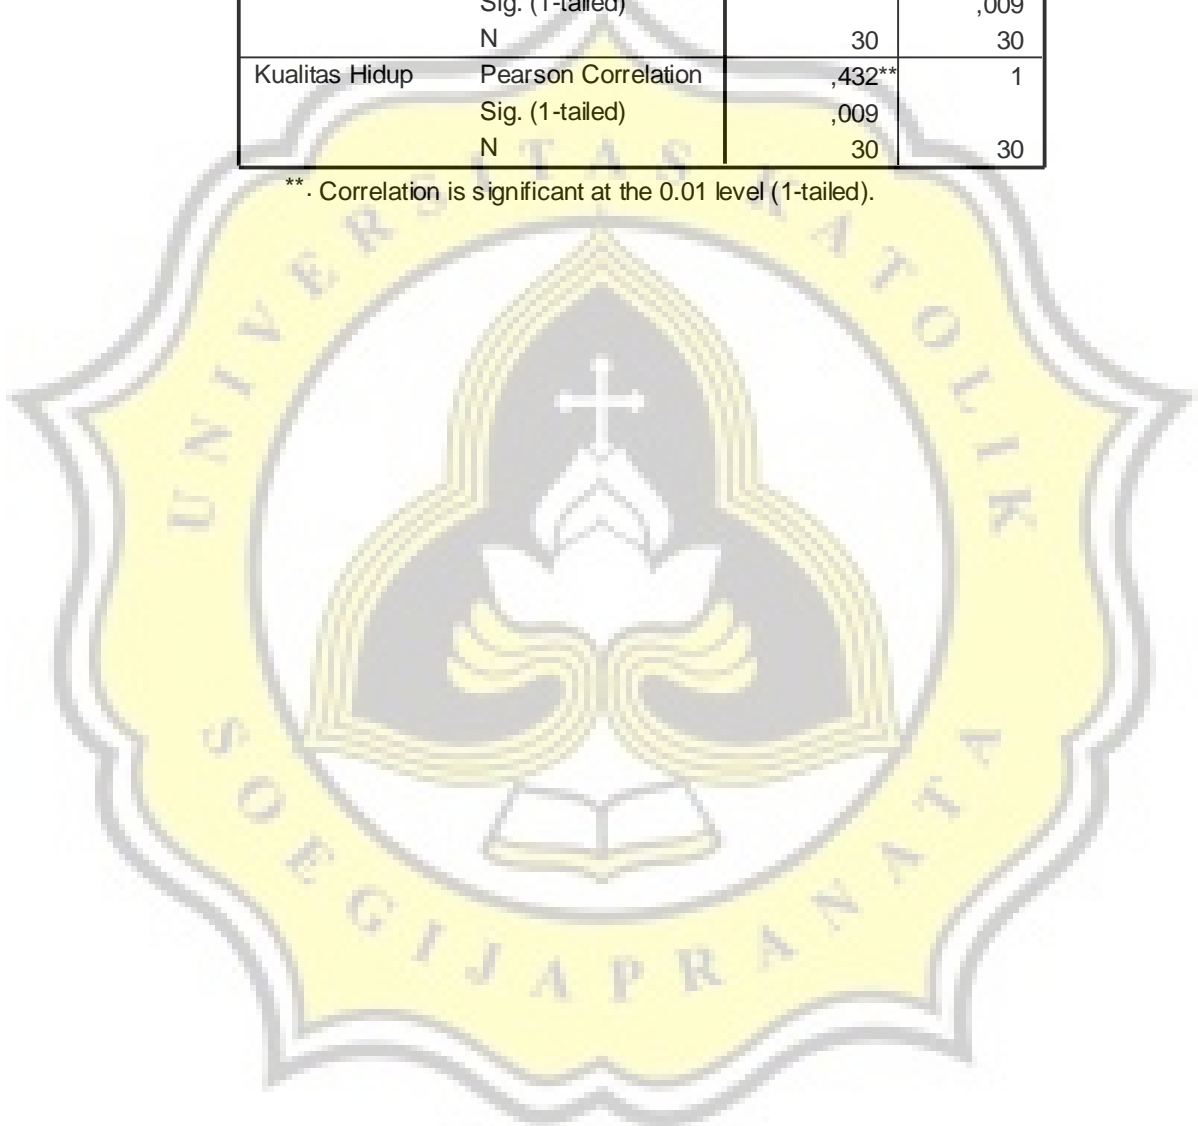 Sig. (1-tailed) ,009
N 30 30
Kualitas Hidup Pearson Correlation ,432** 1
Sig. (1-tailed) ,009
N 30 30
**. Correlation is significant at the 0.01 level (1-tailed).
UNIVERSITAS KATOLIK
SOEGIJAPRANATA